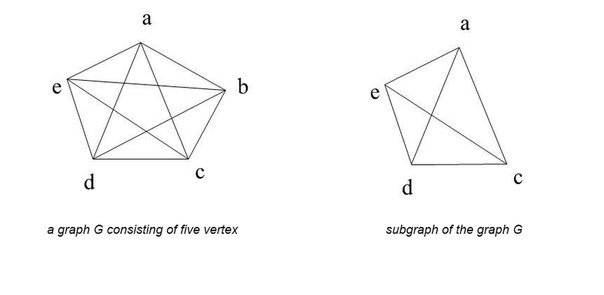 a
a
e
b
e
d
c
d
c
a graph G consisting of five vertex
subgraph of the graph G